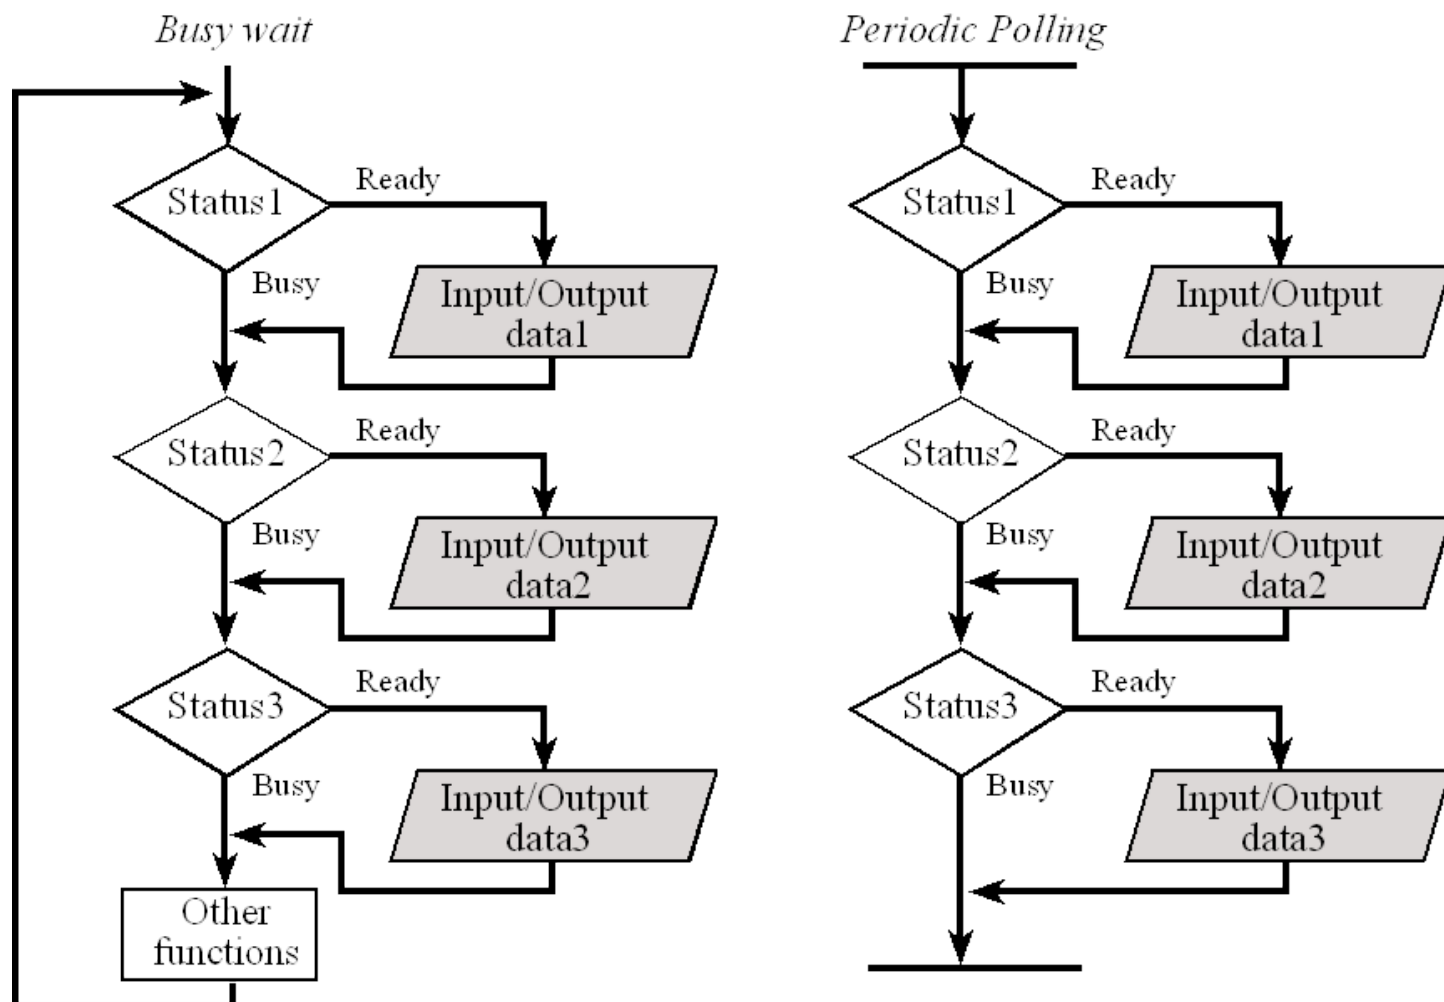 Busy wait
Status1
Ready
Busy
Input/Output
data1
Status2
Ready
Busy
Input/Output
data2
Status3
Ready
Busy
Input/Output
data3
Other
functions
Periodic Polling
Status1
Ready
Busy
Input/Output
data1
Status2
Ready
Busy
Input/Output
data2
Status3
Ready
Busy
Input/Output
data3